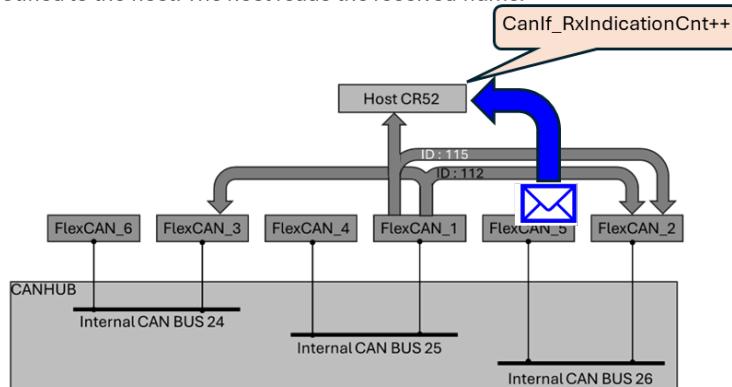 CanIf_RxIndicationCnt++
Host CR52
ID : 115
ID : 112
FlexCAN_6
FlexCAN_3
FlexCAN_4
FlexCAN_1
FlexCAN_5
FlexCAN_2
CANHUB
Internal CAN BUS 24
Internal CAN BUS 25
Internal CAN BUS 26